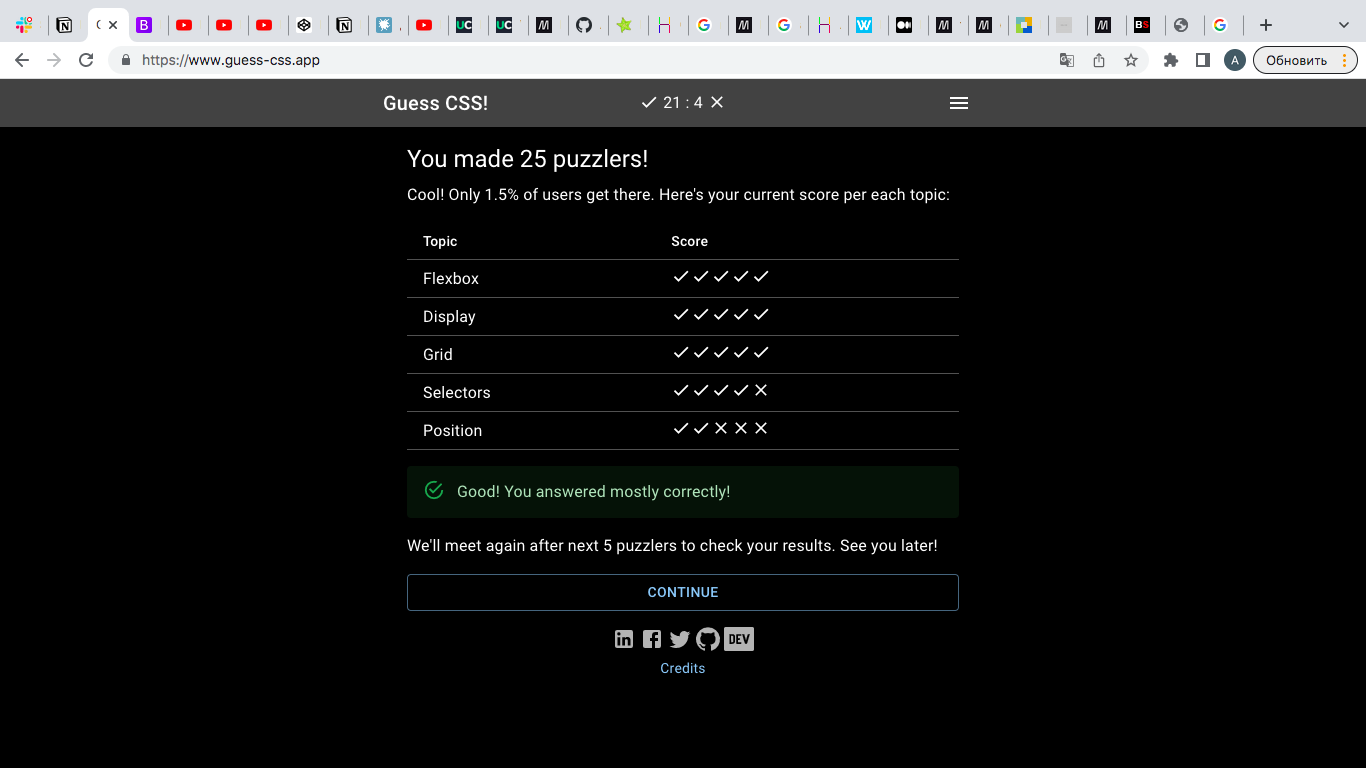 https://www.guess-css.app
A
Обновить
Guess CSS!
21 : 4
You made 25 puzzlers!
Cool! Only 1.5% of users get there. Here's your current score per each topic:
Topic Score
Flexbox
Display
Grid
Selectors
Position
Good! You answered mostly correctly!
We'll meet again after next 5 puzzlers to check your results. See you later!
CONTINUE
in DEV
Credits